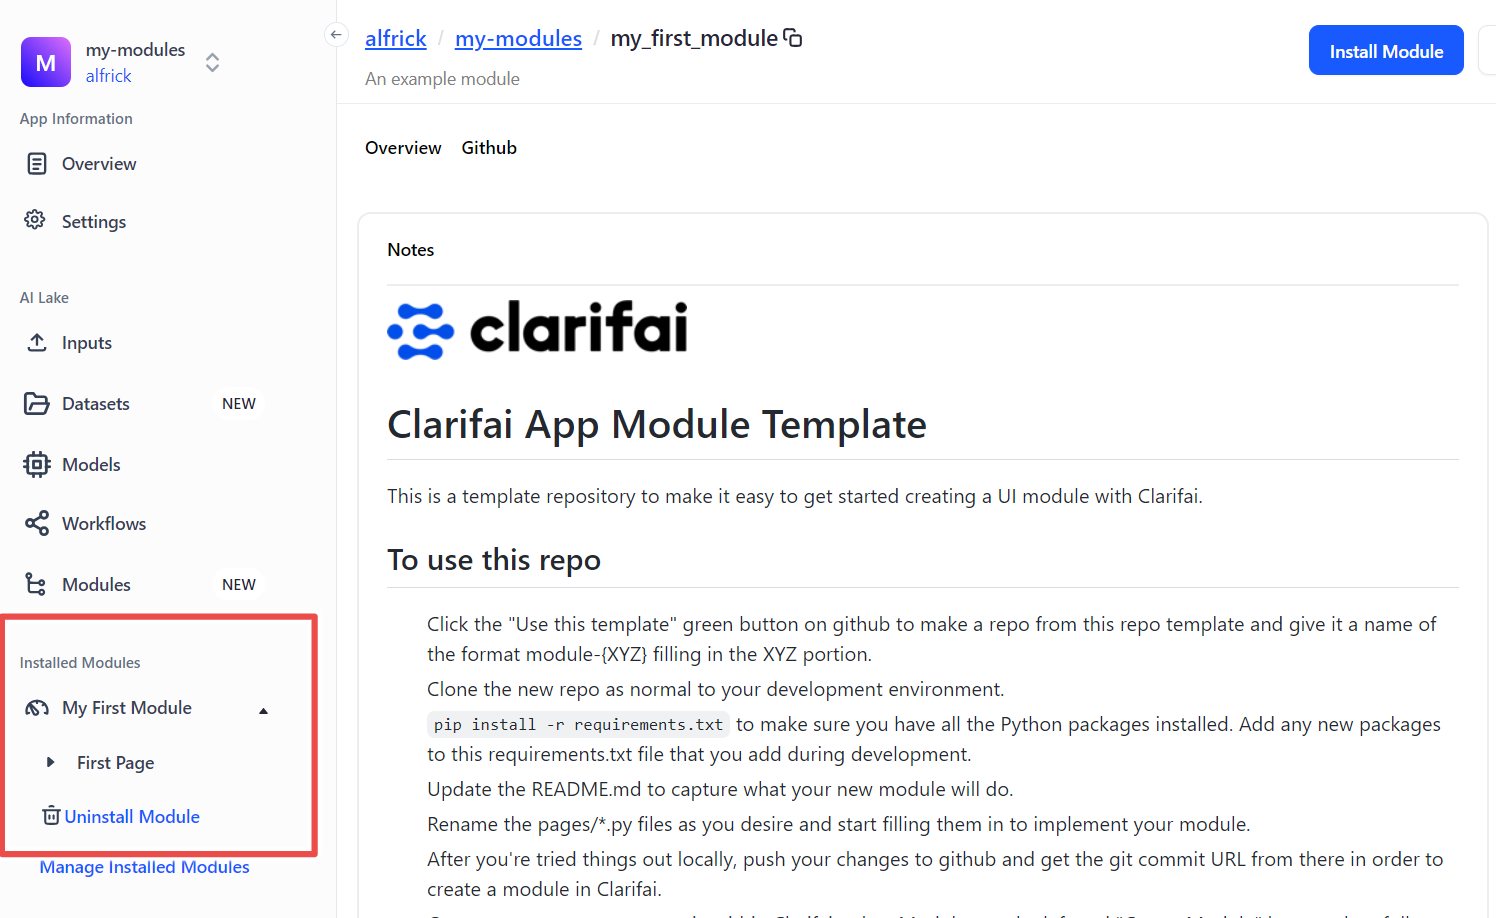 M
my-modules
alfrick
App Information
Overview
Settings
AI Lake
Inputs
Datasets NEW
Models
Workflows
Modules NEW
Installed Modules
My First Module
First Page
Uninstall Module
Manage Installed Modules
alfrick / my-modules / my_first_module
An example module
Install Module
Overview Github
Notes
clarifai
Clarifai App Module Template
This is a template repository to make it easy to get started creating a UI module with Clarifai.
To use this repo
Click the "Use this template" green button on github to make a repo from this repo template and give it a name of
the format module-{XYZ} filling in the XYZ portion.
Clone the new repo as normal to your development environment.
pip install -r requirements.txt to make sure you have all the Python packages installed. Add any new packages
to this requirements.txt file that you add during development.
Update the README.md to capture what your new module will do.
Rename the pages/*.py files as you desire and start filling them in to implement your module.
After you're tried things out locally, push your changes to github and get the git commit URL from there in order to
create a module in Clarifai.